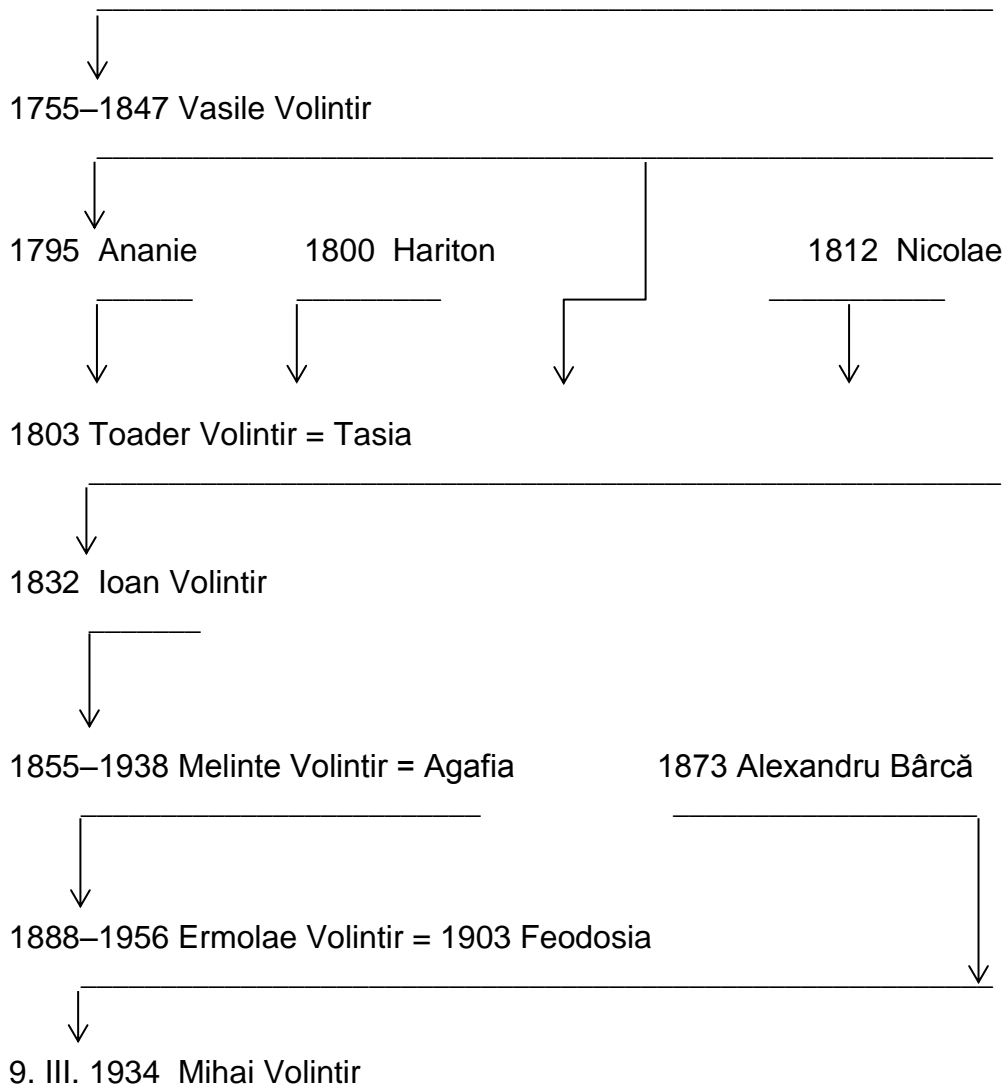 1755–1847 Vasile Volintir
1795 Ananie 1800 Hariton 1812 Nicolae
1803 Toader Volintir = Tasia
1832 Ioan Volintir
1855–1938 Melinte Volintir = Agafia 1873 Alexandru Bârcă
1888–1956 Ermolae Volintir = 1903 Feodosia
9. III. 1934 Mihai Volintir